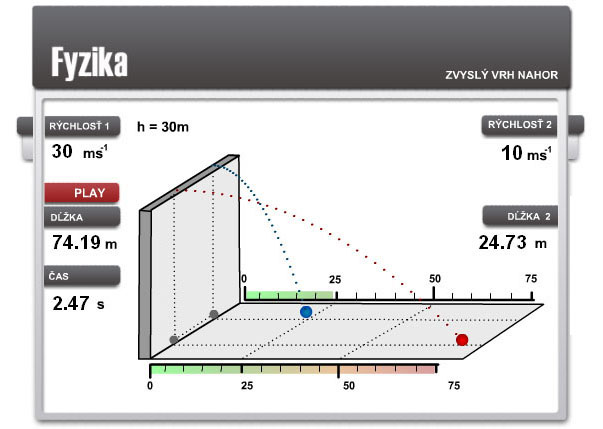 Fyzika
ZVYSLÝ VRH NAHOR
RÝCHLOSŤ 1
30 ms-1
h = 30m
RÝCHLOSŤ 2
10 ms-1
PLAY
DĹŽKA
74.19 m
DĹŽKA 2
24.73 m
ČAS
2.47 s
0 25 50 75
0 25 50 75